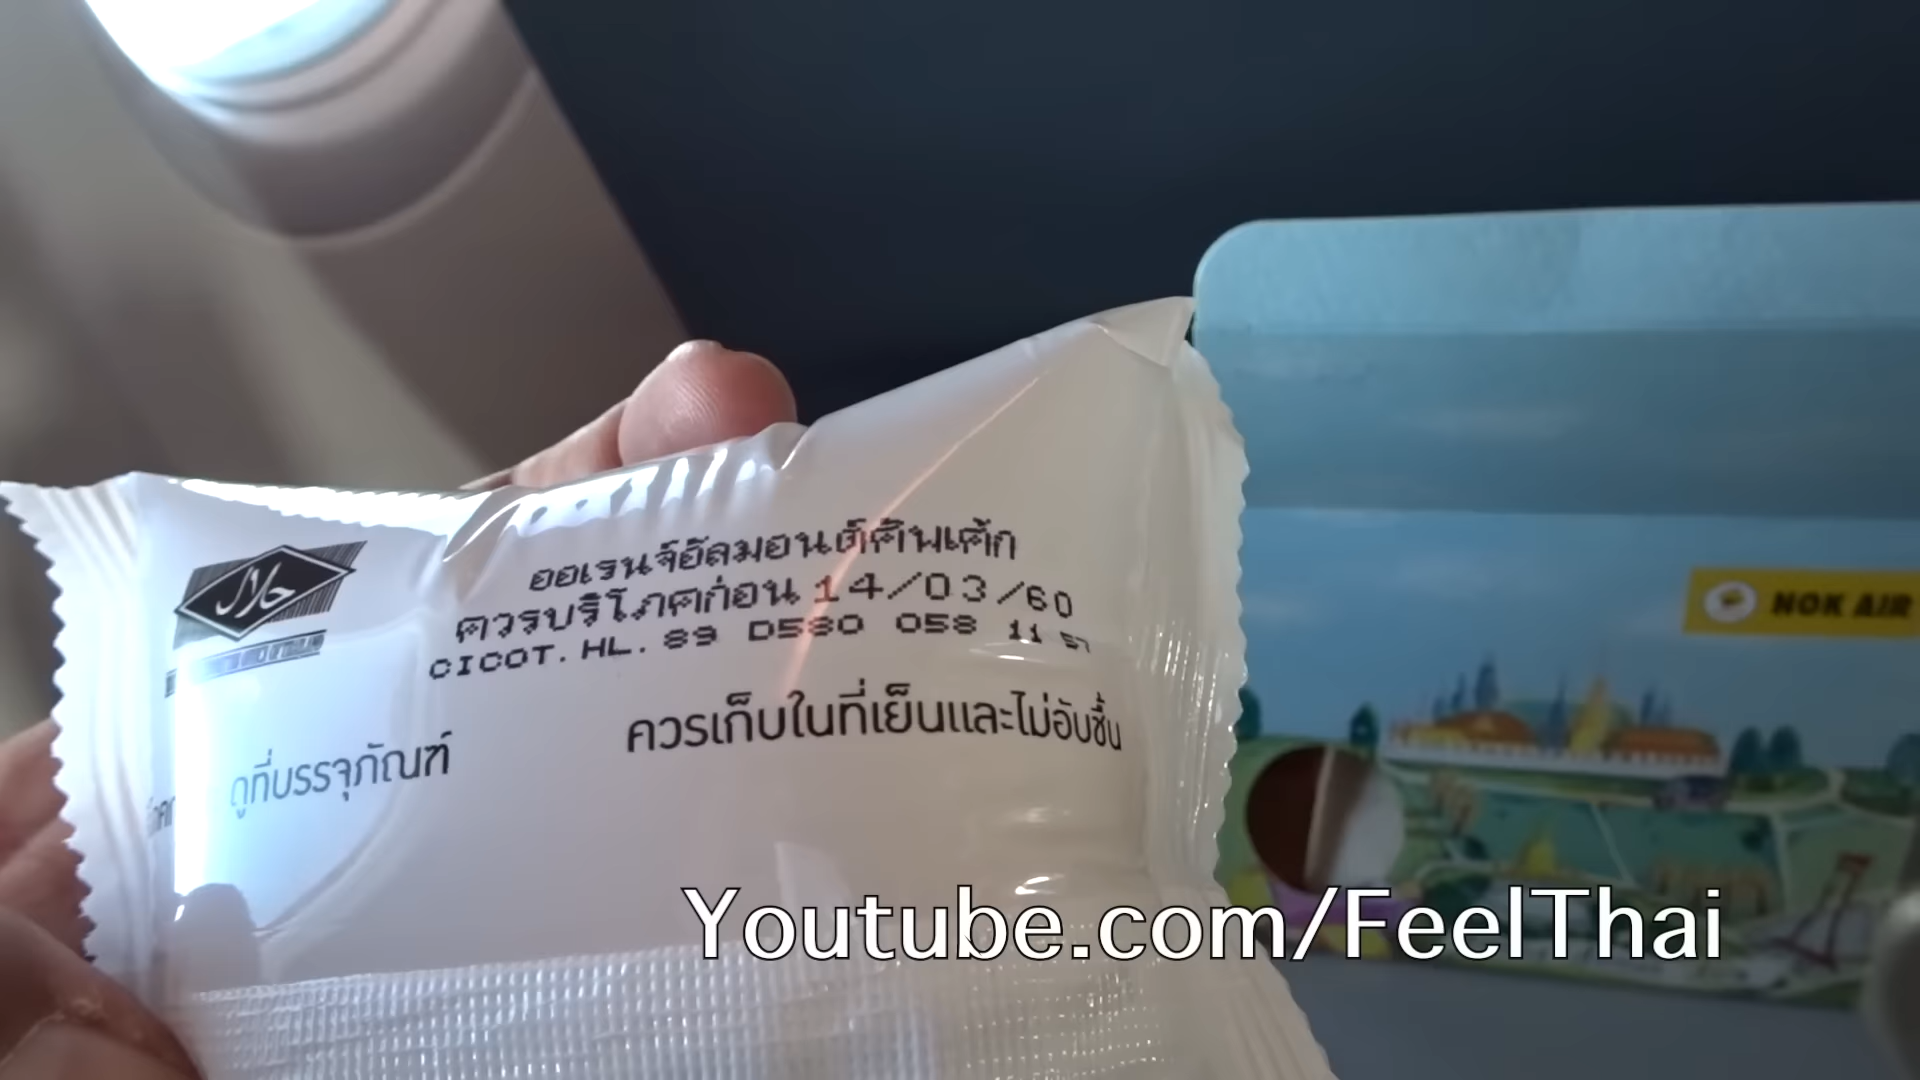 حلال
ออเรนจ์อัลมอนด์คัพเค้ก
ควรบริโภคก่อน 14/03/60
CICOT. HL. 89 D580 058 11 57
ควรเก็บในที่เย็นและไม่อับชื้น
ดูที่บรรจุภัณฑ์
NOK AIR
Youtube.com/FeelThai